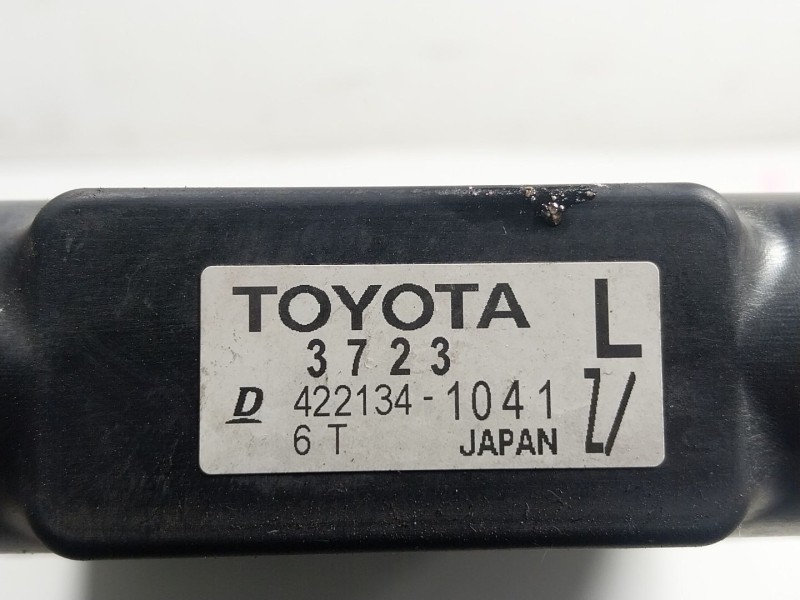 TOYOTA L
3723
D 422134-1041
6T JAPAN